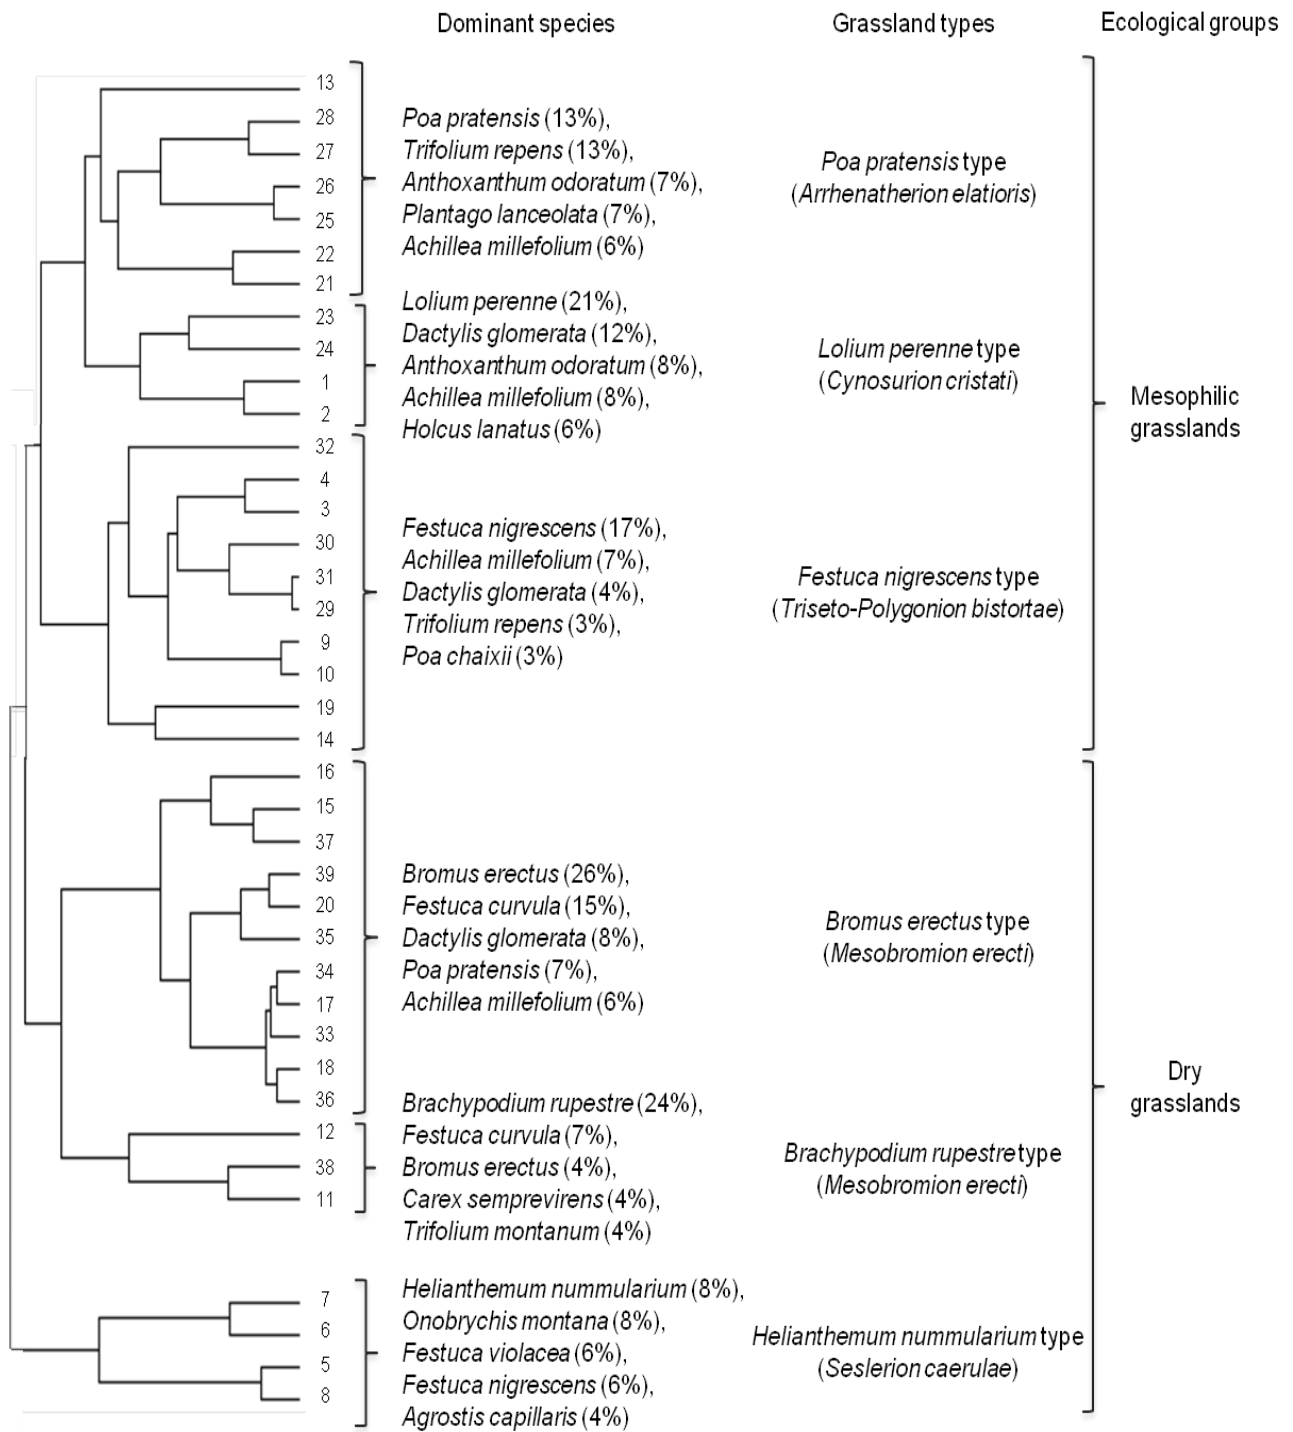 Dominant species
Grassland types
Ecological groups
13
28
27
26
25
22
21
Poa pratensis (13%),
Trifolium repens (13%),
Anthoxanthum odoratum (7%),
Plantago lanceolata (7%),
Achillea millefolium (6%)
Poa pratensis type
(Arrhenatherion elatioris)
23
24
1
2
Lolium perenne (21%),
Dactylis glomerata (12%),
Anthoxanthum odoratum (8%),
Achillea millefolium (8%),
Holcus lanatus (6%)
Lolium perenne type
(Cynosurion cristati)
32
4
3
30
31
29
9
10
19
14
Festuca nigrescens (17%),
Achillea millefolium (7%),
Dactylis glomerata (4%),
Trifolium repens (3%),
Poa chaixii (3%)
Festuca nigrescens type
(Triseto-Polygonion bistortae)
Mesophilic
grasslands
16
15
37
39
20
35
34
17
33
18
36
Bromus erectus (26%),
Festuca curvula (15%),
Dactylis glomerata (8%),
Poa pratensis (7%),
Achillea millefolium (6%)
Bromus erectus type
(Mesobromion erecti)
12
38
11
Brachypodium rupestre (24%),
Festuca curvula (7%),
Bromus erectus (4%),
Carex semprevirens (4%),
Trifolium montanum (4%)
Brachypodium rupestre type
(Mesobromion erecti)
7
6
5
8
Helianthemum nummularium (8%),
Onobrychis montana (8%),
Festuca violacea (6%),
Festuca nigrescens (6%),
Agrostis capillaris (4%)
Helianthemum nummularium type
(Seslerion caerulae)
Dry
grasslands